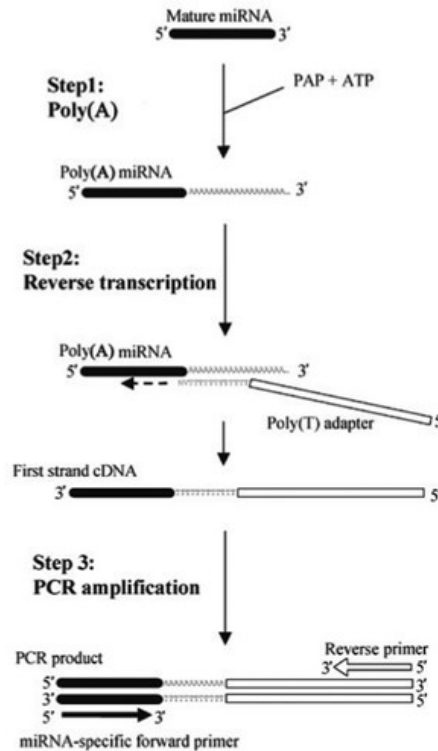 Mature miRNA
5' 3'
Step1:
Poly(A)
PAP + ATP
Poly(A) miRNA
5' 3'
Step2:
Reverse transcription
Poly(A) miRNA
5' 3'
Poly(T) adapter
5'
First strand cDNA
3' 5'
Step 3:
PCR amplification
Reverse primer
3' 5'
PCR product
5' 3'
3' 5'
5' 3'
miRNA-specific forward primer